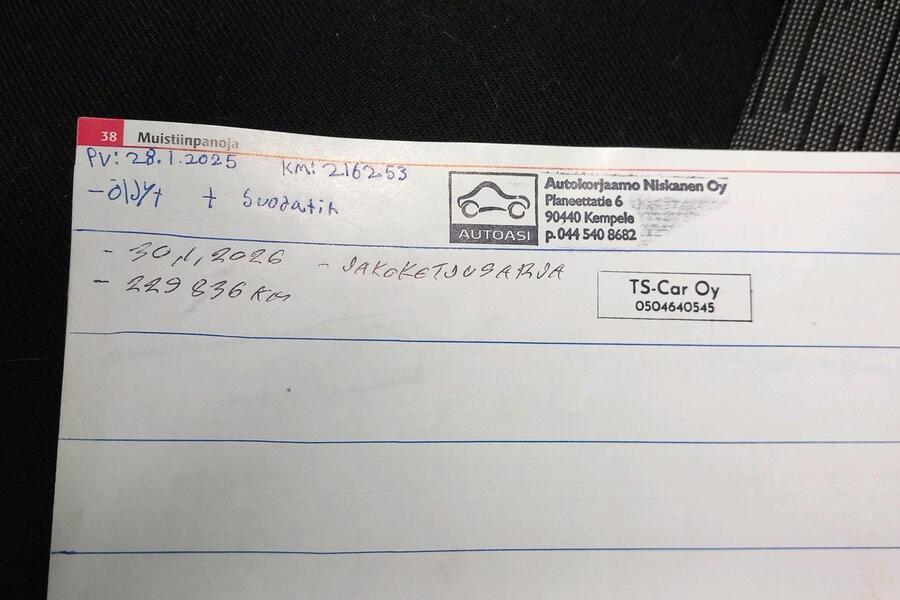 38 Muistiinpanoja
PV: 28.1.2025 KM: 216253
-Öljyt + Suodatin
Autokorjaamo Niskanen Oy
Planeettatie 6
90440 Kempele
p. 044 540 8682
AUTOASI
- 30.1.2026 - JAKOKETJUSARJA
- 229 836 KM
TS-Car Oy
0504640545